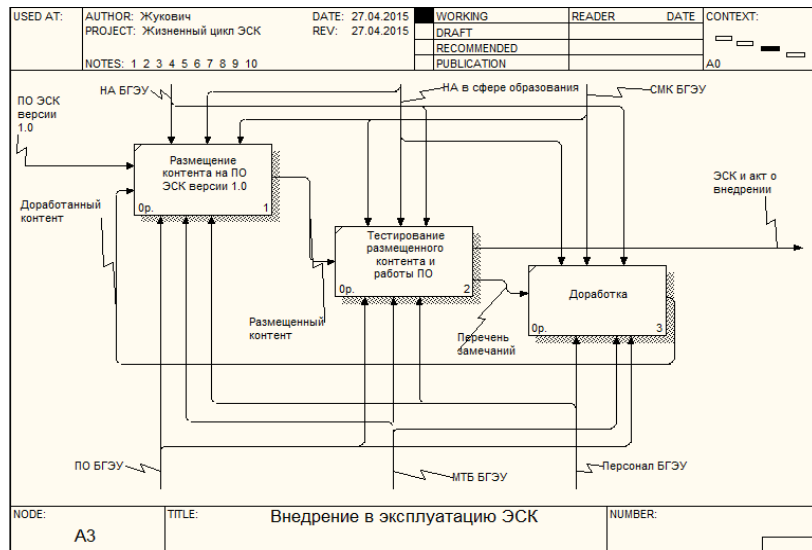 USED AT:
AUTHOR: Жукович
DATE: 27.04.2015
PROJECT: Жизненный цикл ЭСК
REV: 27.04.2015
NOTES: 1 2 3 4 5 6 7 8 9 10
WORKING
DRAFT
RECOMMENDED
PUBLICATION
READER
DATE
CONTEXT:
A0
НА БГЭУ
НА в сфере образования
СМК БГЭУ
ПО ЭСК
версии
1.0
Размещение
контента на ПО
ЭСК версии 1.0
0р.
1
Доработанный
контент
ЭСК и акт о
внедрении
Тестирование
размещенного
контента и
работы ПО
0р.
2
Доработка
0р.
3
Размещенный
контент
Перечень
замечаний
ПО БГЭУ
МТБ БГЭУ
Персонал БГЭУ
NODE:
A3
TITLE:
Внедрение в эксплуатацию ЭСК
NUMBER: